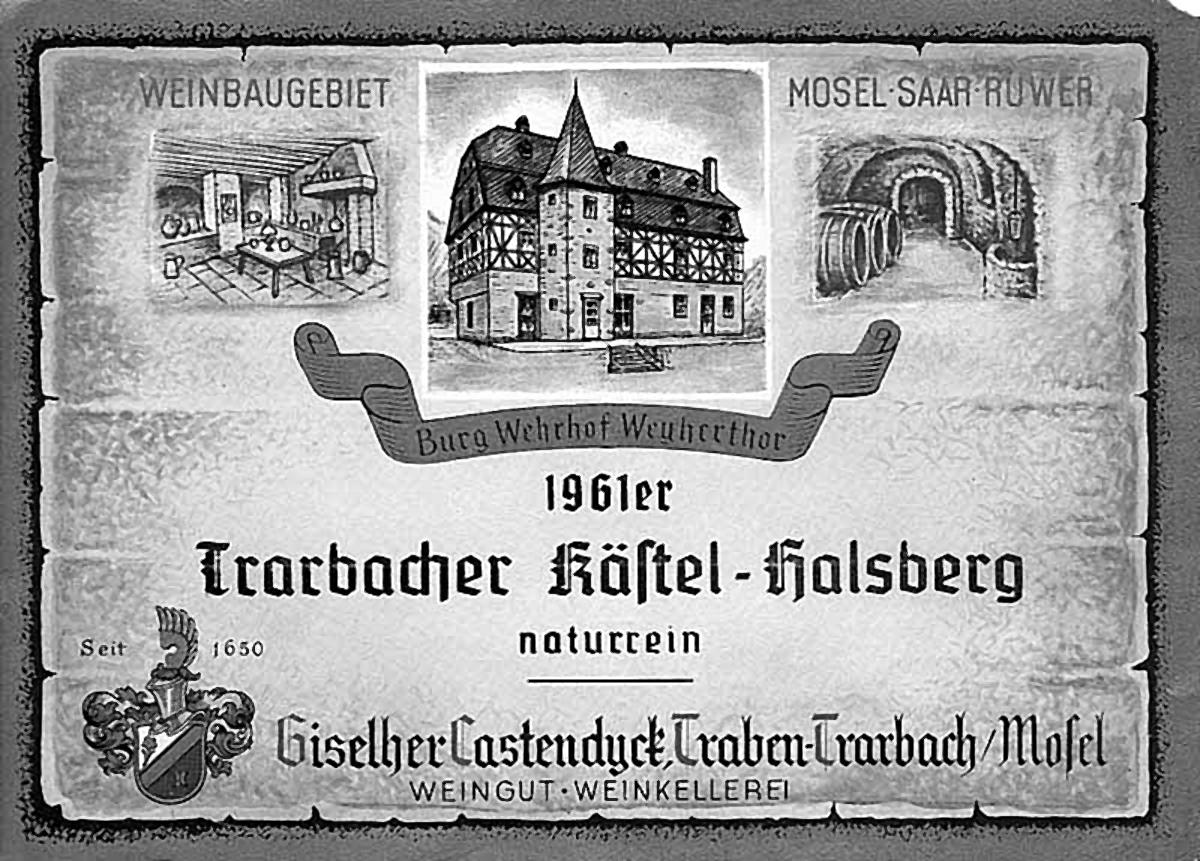 WEINBAUGEBIET
MOSEL·SAAR·RUWER
Burg Wehrhof Weyherthor
1961er
Trarbacher Käſtel-Halsberg
naturrein
Seit 1650
Giselher Castendyck, Traben-Trarbach/Moſel
WEINGUT·WEINKELLEREI